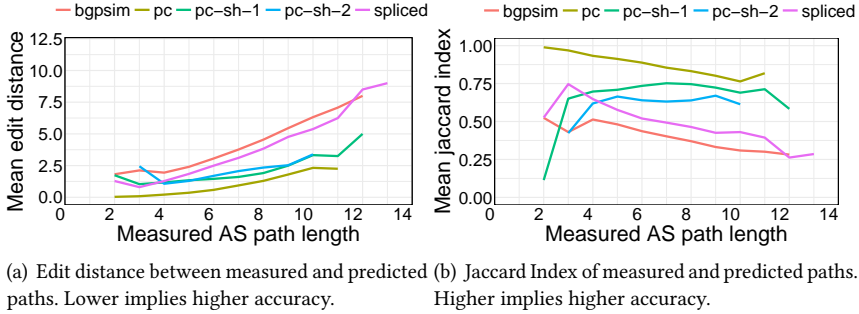 bgpsim pc pc-sh-1 pc-sh-2 spliced
12.5
10.0
7.5
5.0
2.5
0.0
Mean edit distance
0 2 4 6 8 10 12 14
Measured AS path length
(a) Edit distance between measured and predicted
paths. Lower implies higher accuracy.
bgpsim pc pc-sh-1 pc-sh-2 spliced
1.00
0.75
0.50
0.25
0.00
Mean jaccard index
0 2 4 6 8 10 12 14
Measured AS path length
(b) Jaccard Index of measured and predicted paths.
Higher implies higher accuracy.